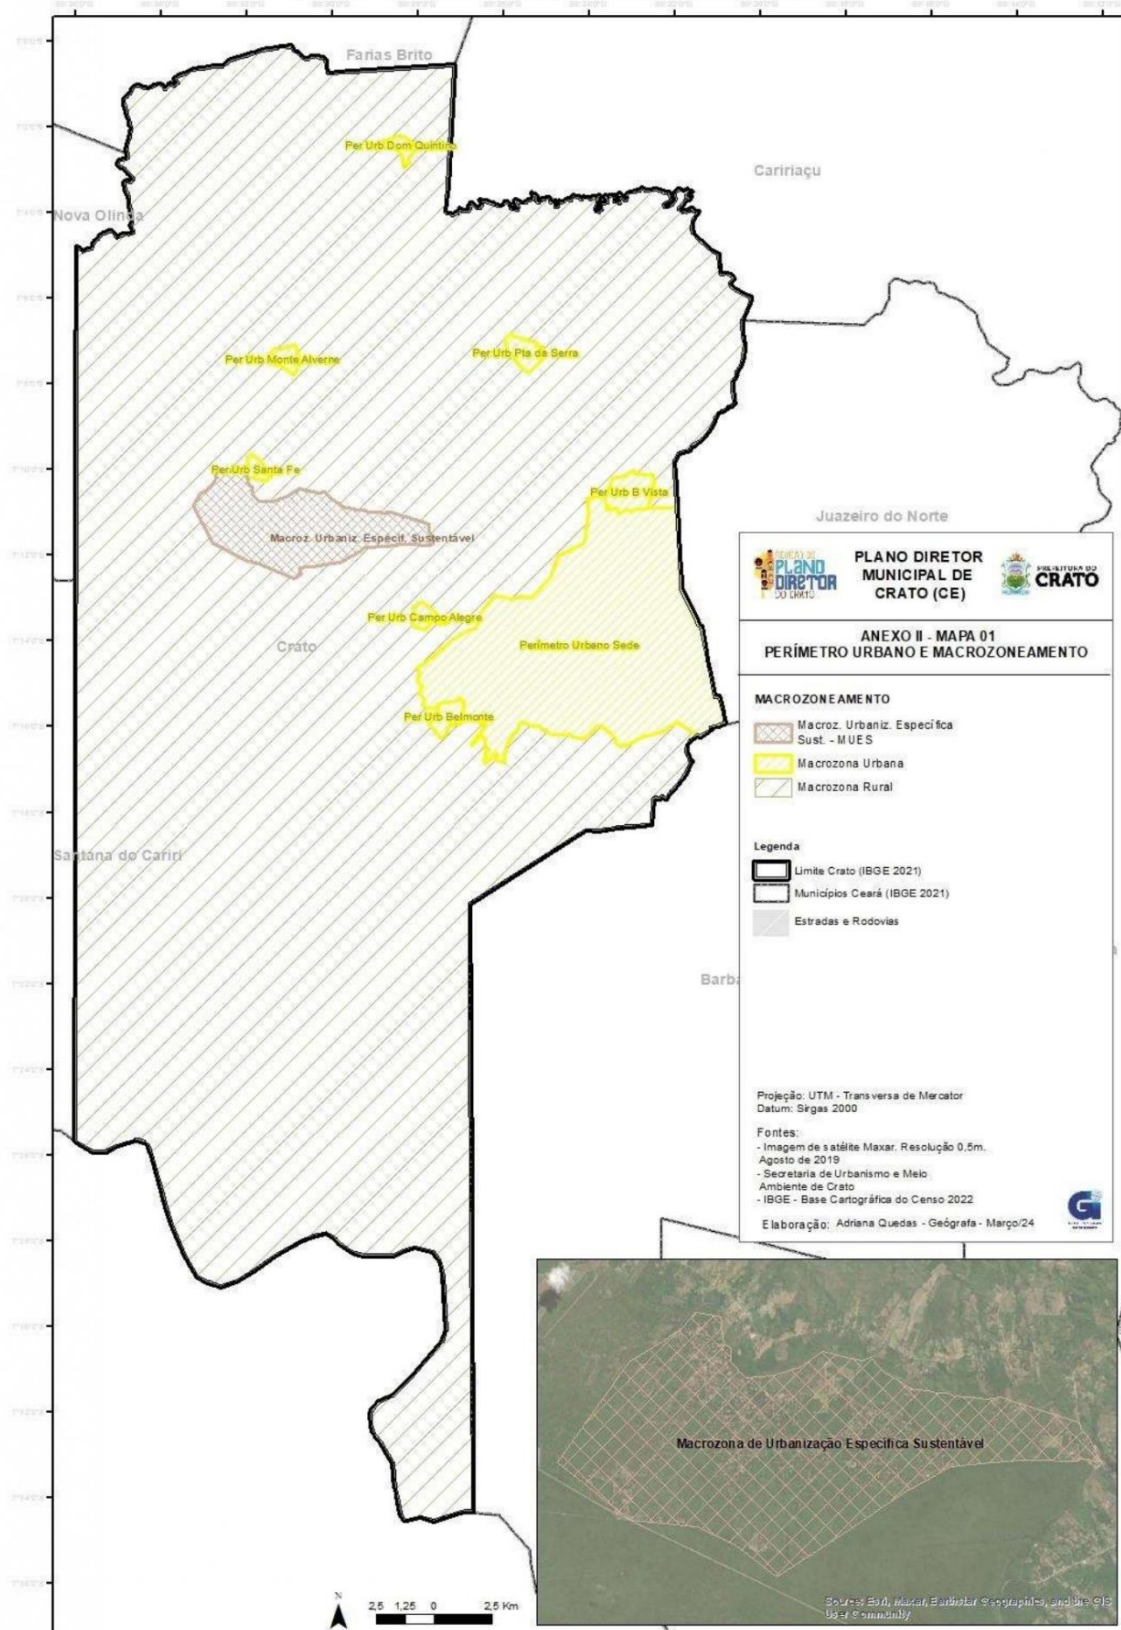 Farias Brito
Per Urb Dom Quintino
Caririaçu
Nova Olinda
Per Urb Monte Alverne
Per Urb Pta da Serra
Per Urb Santa Fe
Per Urb B Vista
Macroz. Urbaniz. Especif. Sustentável
Juazeiro do Norte
Per Urb Campo Alegre
Crato
Perímetro Urbano Sede
Per Urb Belmonte
Santana do Cariri
Barba
PLANO
DIRETOR
DO CRATO
PLANO DIRETOR
MUNICIPAL DE
CRATO (CE)
PREFEITURA DO
CRATO
ANEXO II - MAPA 01
PERÍMETRO URBANO E MACROZONEAMENTO
MACROZONEAMENTO
Macroz. Urbaniz. Específica
Sust. - MUES
Macrozona Urbana
Macrozona Rural
Legenda
Limite Crato (IBGE 2021)
Municípios Ceará (IBGE 2021)
Estradas e Rodovias
Projeção: UTM - Transversa de Mercator
Datum: Sirgas 2000
Fontes:
- Imagem de satélite Maxar. Resolução 0,5m.
Agosto de 2019
- Secretaria de Urbanismo e Meio
Ambiente de Crato
- IBGE - Base Cartográfica do Censo 2022
Elaboração: Adriana Quedas - Geógrafa - Março/24
Macrozona de Urbanização Específica Sustentável
Source: Esri, Maxar, Earthstar Geographics, and the GIS
User Community
N
2,5 1,25 0 2,5 Km